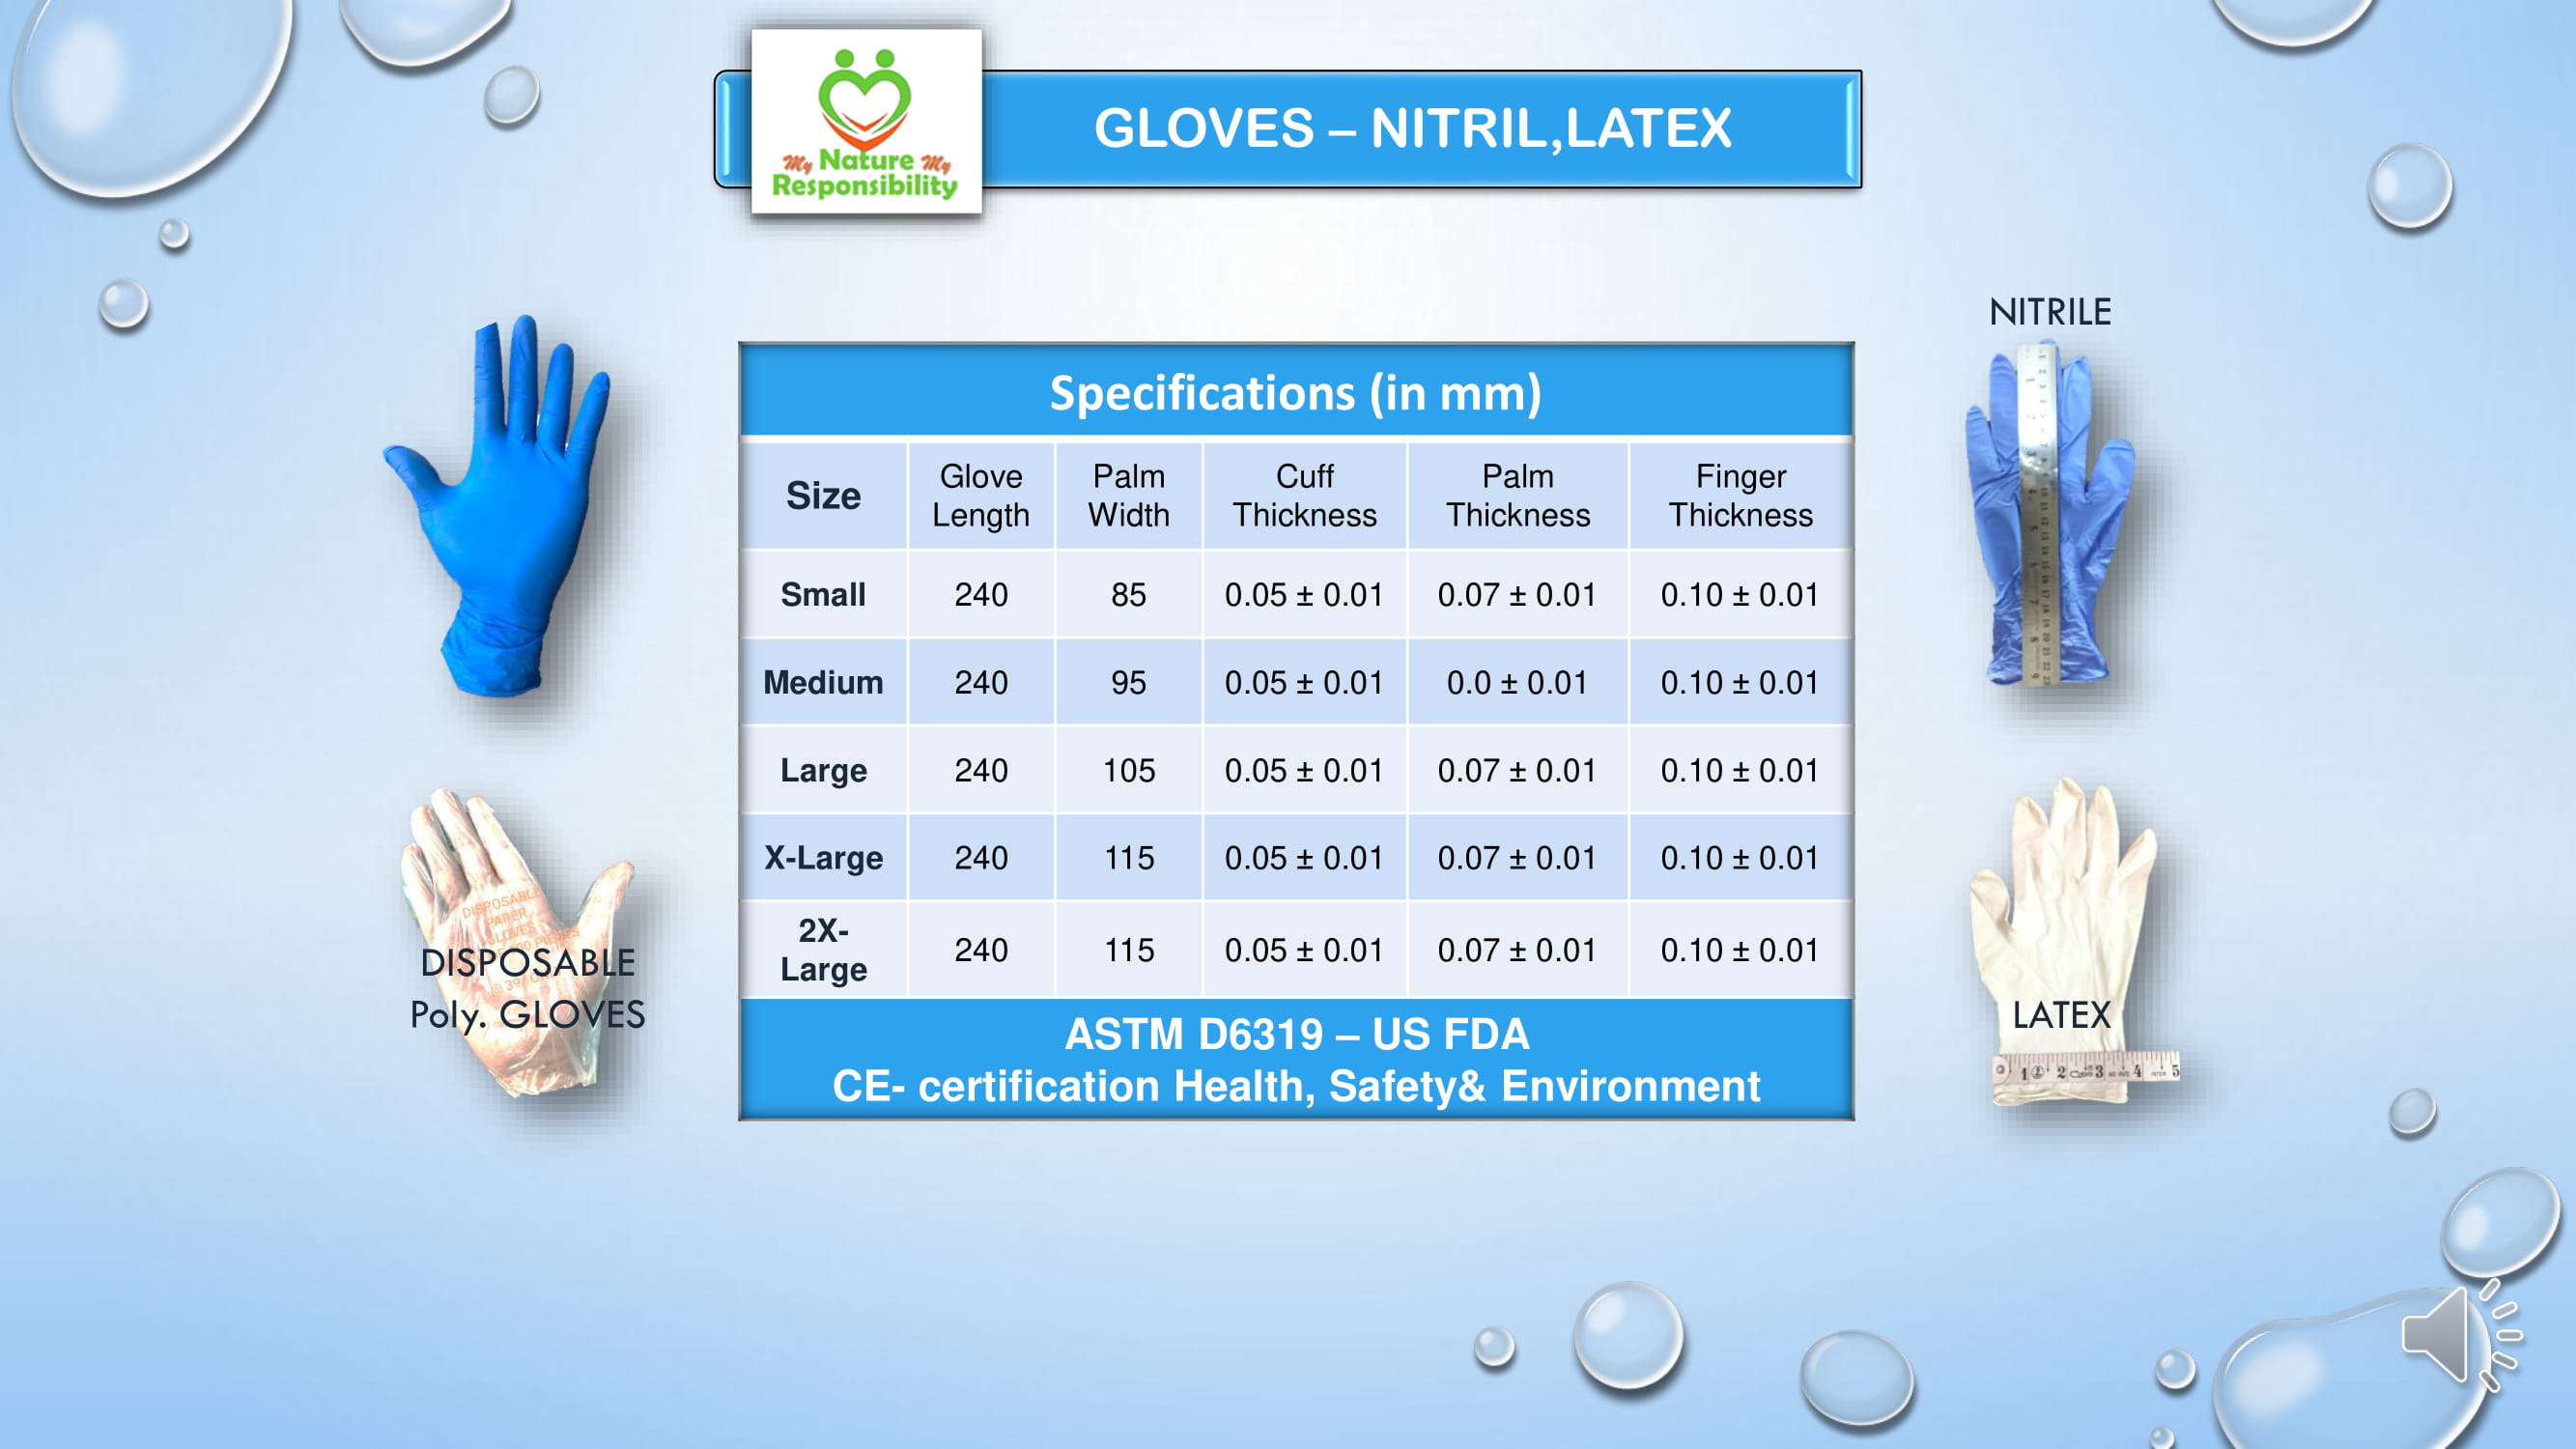 My Nature My
Responsibility
GLOVES – NITRIL,LATEX
NITRILE
Specifications (in mm)
Size Glove Length Palm Width Cuff Thickness Palm Thickness Finger Thickness
Small 240 85 0.05 ± 0.01 0.07 ± 0.01 0.10 ± 0.01
Medium 240 95 0.05 ± 0.01 0.0 ± 0.01 0.10 ± 0.01
Large 240 105 0.05 ± 0.01 0.07 ± 0.01 0.10 ± 0.01
X-Large 240 115 0.05 ± 0.01 0.07 ± 0.01 0.10 ± 0.01
2X-Large 240 115 0.05 ± 0.01 0.07 ± 0.01 0.10 ± 0.01
ASTM D6319 – US FDA
CE- certification Health, Safety& Environment
DISPOSABLE
PAPER
GLOVES
DISPOSABLE
Poly. GLOVES
LATEX
1 2 3 4 5